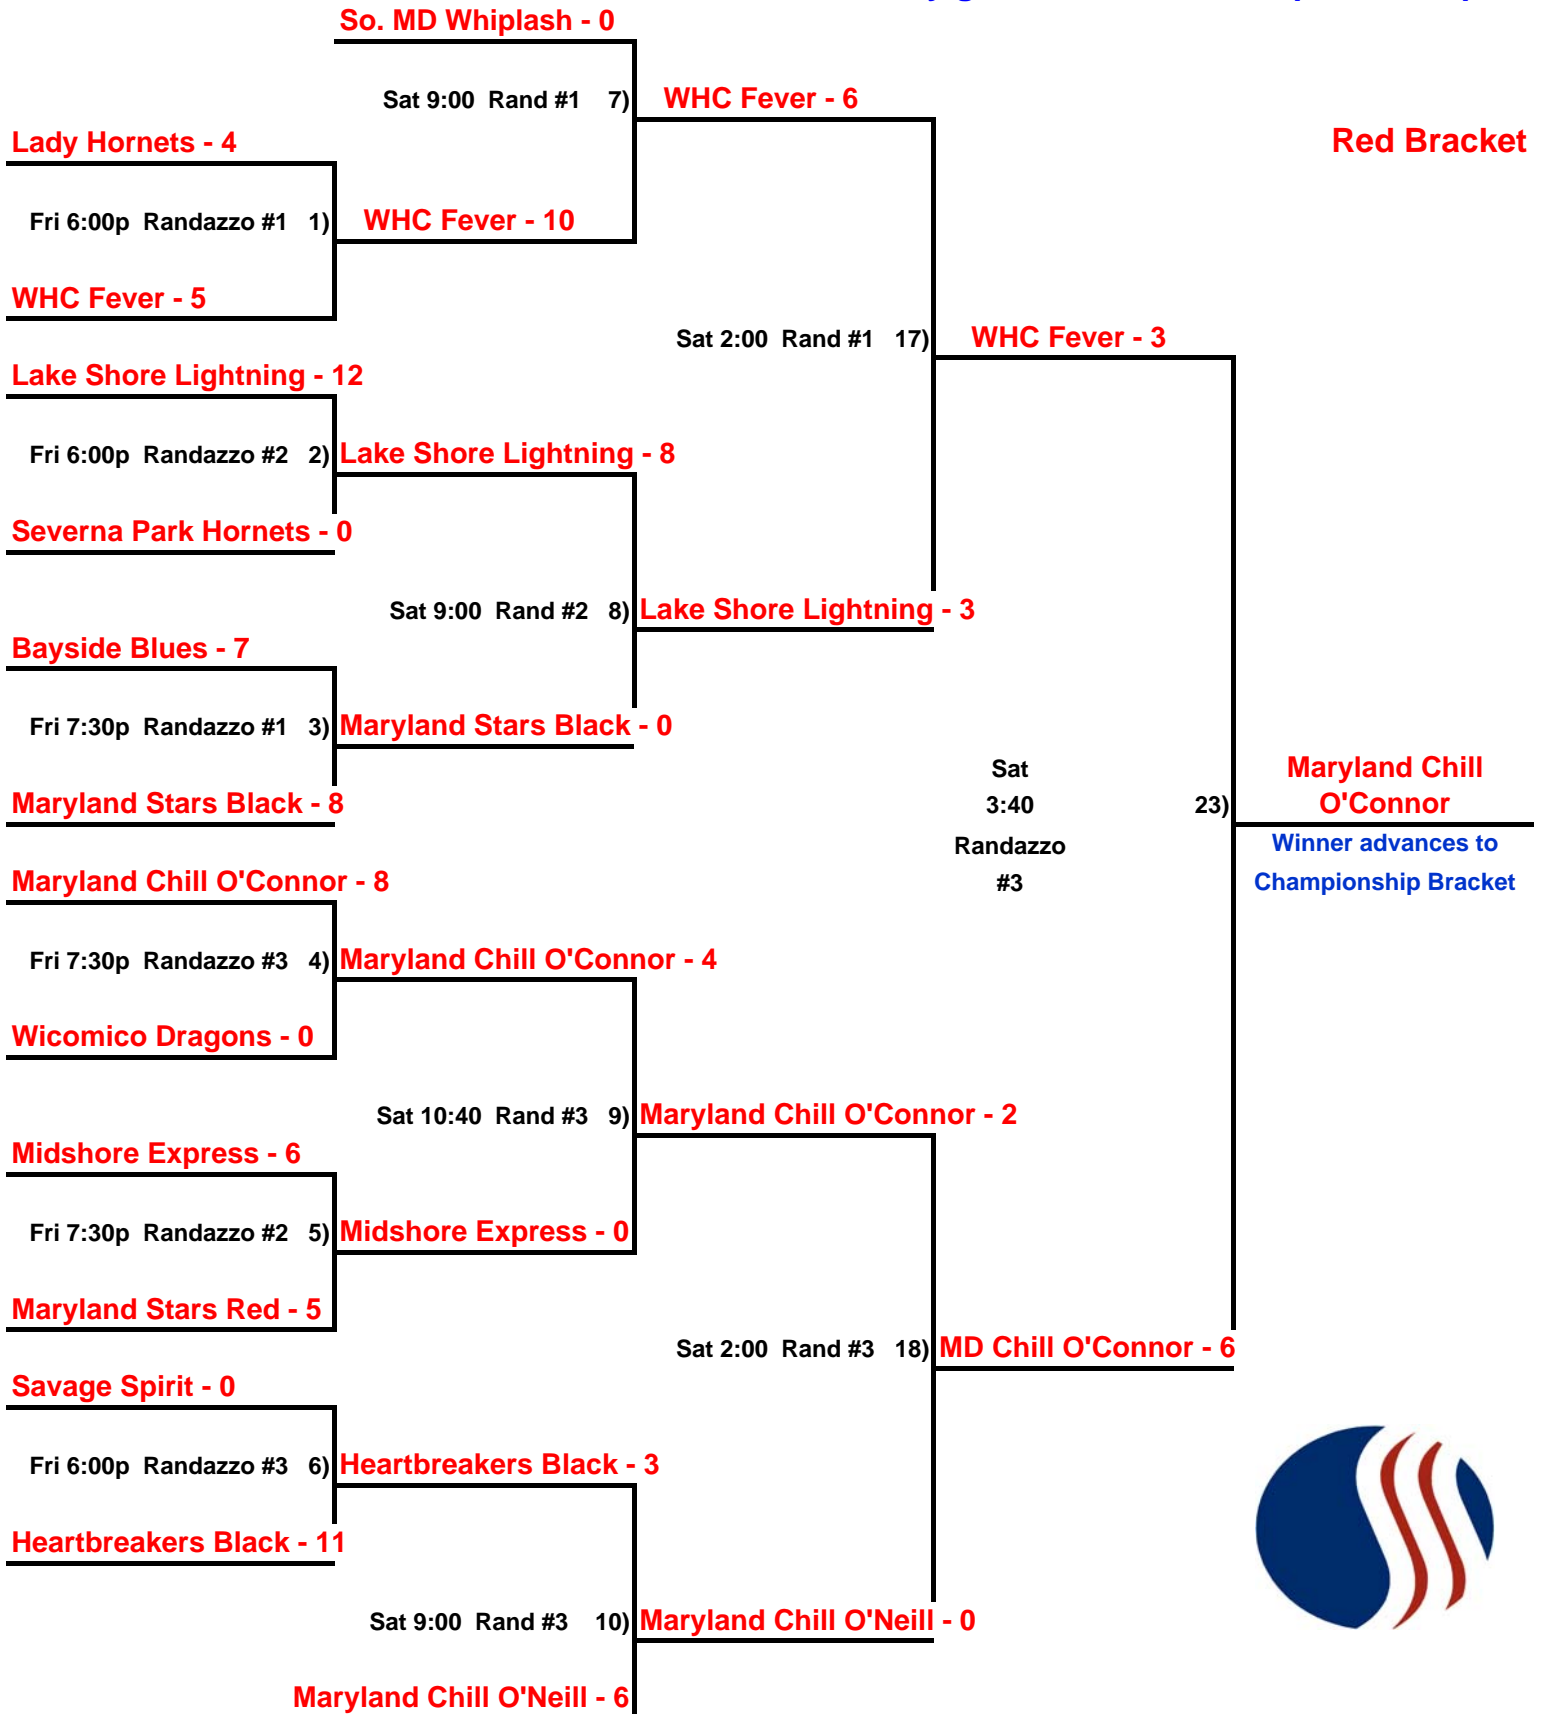 So. MD Whiplash - 0
Sat 9:00 Rand #1 7)
WHC Fever - 6
Lady Hornets - 4
Red Bracket
Fri 6:00p Randazzo #1 1)
WHC Fever - 10
WHC Fever - 5
Sat 2:00 Rand #1 17)
WHC Fever - 3
Lake Shore Lightning - 12
Fri 6:00p Randazzo #2 2)
Lake Shore Lightning - 8
Severna Park Hornets - 0
Sat 9:00 Rand #2 8)
Lake Shore Lightning - 3
Bayside Blues - 7
Fri 7:30p Randazzo #1 3)
Maryland Stars Black - 0
Maryland Stars Black - 8
Sat
3:40
Randazzo
#3
23)
Maryland Chill
O'Connor
Winner advances to
Championship Bracket
Maryland Chill O'Connor - 8
Fri 7:30p Randazzo #3 4)
Maryland Chill O'Connor - 4
Wicomico Dragons - 0
Sat 10:40 Rand #3 9)
Maryland Chill O'Connor - 2
Midshore Express - 6
Fri 7:30p Randazzo #2 5)
Midshore Express - 0
Maryland Stars Red - 5
Sat 2:00 Rand #3 18)
MD Chill O'Connor - 6
Savage Spirit - 0
Fri 6:00p Randazzo #3 6)
Heartbreakers Black - 3
Heartbreakers Black - 11
Sat 9:00 Rand #3 10)
Maryland Chill O'Neill - 0
Maryland Chill O'Neill - 6